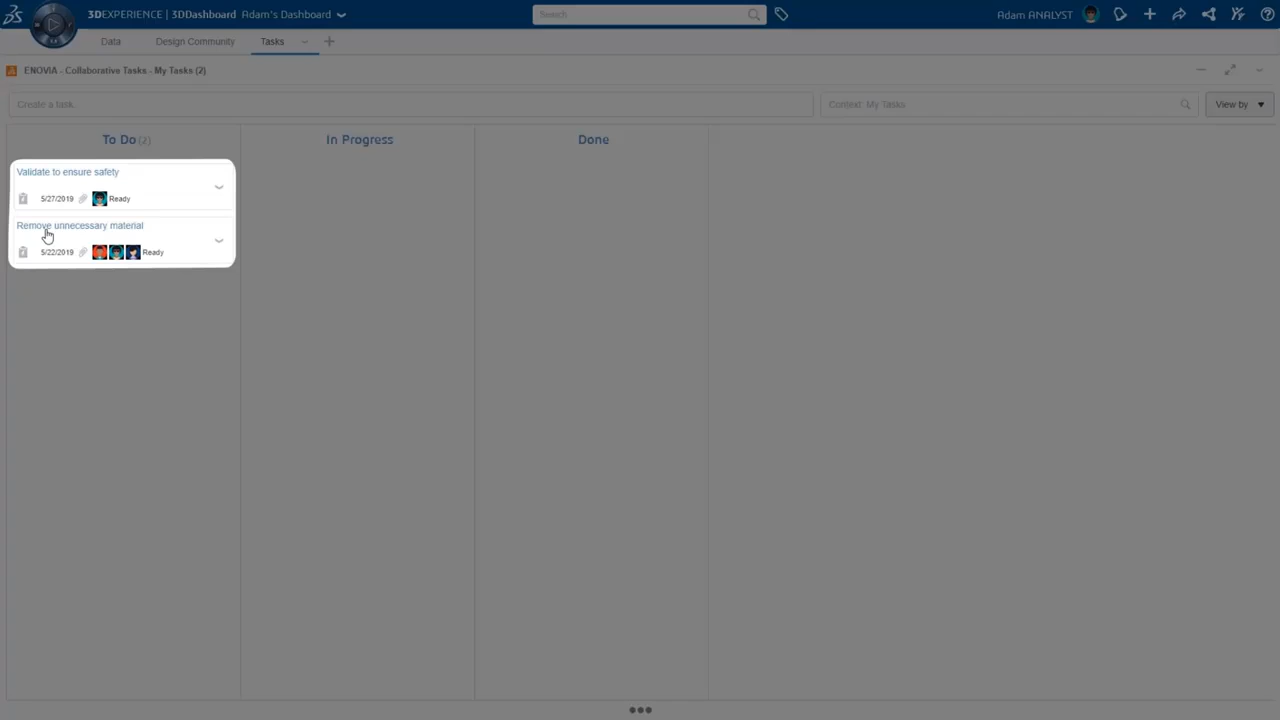 3DEXPERIENCE | 3DDashboard Adam's Dashboard
Search
Adam ANALYST
Data
Design Community
Tasks
ENOVIA - Collaborative Tasks - My Tasks (2)
Create a task...
Context: My Tasks
View by
To Do (2)
In Progress
Done
Validate to ensure safety
5/27/2019
Ready
Remove unnecessary material
5/22/2019
Ready